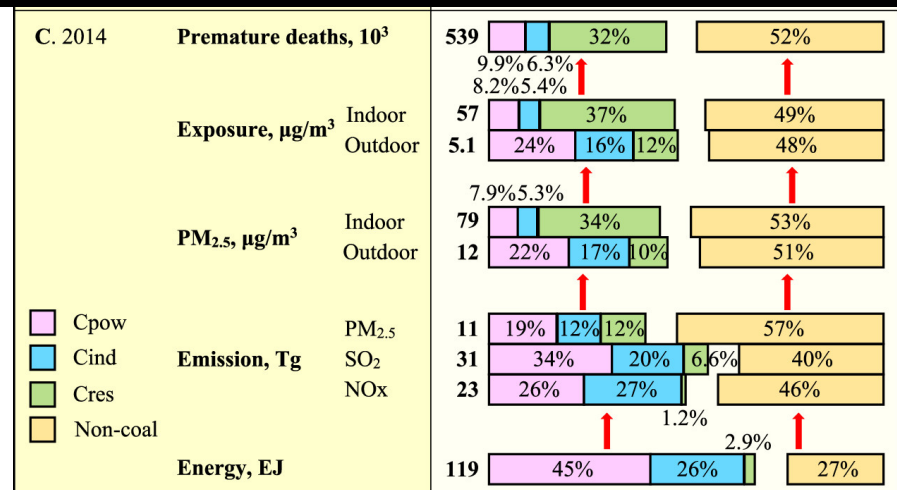 C. 2014 Premature deaths, 10³ 539 32% 52%
9.9% 6.3%
8.2% 5.4%
Indoor 57 37% 49%
Exposure, µg/m³
Outdoor 5.1 24% 16% 12% 48%
7.9% 5.3%
Indoor 79 34% 53%
PM₂.₅, µg/m³
Outdoor 12 22% 17% 10% 51%
Cpow PM₂.₅ 11 19% 12% 12% 57%
Cind Emission, Tg SO₂ 31 34% 20% 6.6% 40%
Cres NOx 23 26% 27% 46%
1.2%
Non-coal
2.9%
Energy, EJ 119 45% 26% 27%